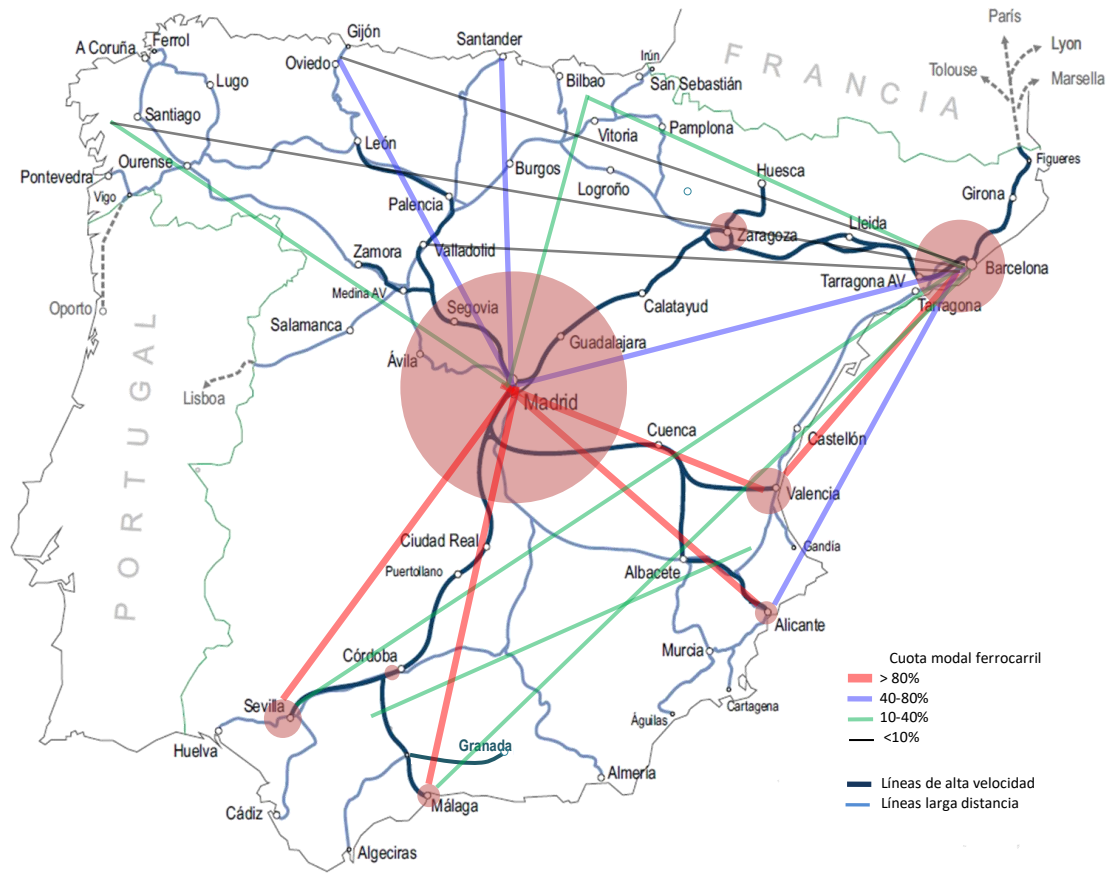 París
Lyon
Tolouse
Marsella
FRANCIA
A Coruña
Ferrol
Gijón
Oviedo
Santander
Irún
Bilbao
San Sebastián
Lugo
Santiago
León
Vitoria
Pamplona
Ourense
Burgos
Huesca
Figueres
Pontevedra
Vigo
Logroño
Girona
Palencia
Zaragoza
Lleida
Zamora
Valladolid
Barcelona
Medina AV
Tarragona AV
Oporto
Segovia
Calatayud
Tarragona
Salamanca
Guadalajara
Ávila
Lisboa
PORTUGAL
Madrid
Cuenca
Castellón
Valencia
Ciudad Real
Gandía
Puertollano
Albacete
Alicante
Murcia
Córdoba
Sevilla
Cartagena
Águilas
Huelva
Granada
Almería
Málaga
Cádiz
Algeciras
Cuota modal ferrocarril
> 80%
40-80%
10-40%
<10%
Líneas de alta velocidad
Líneas larga distancia